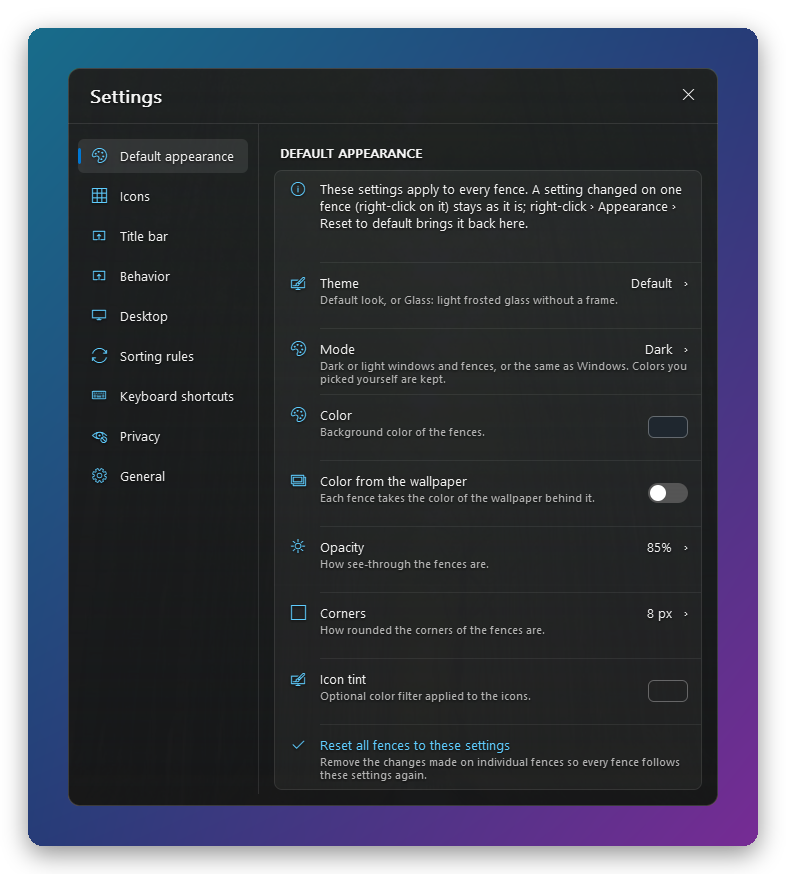 Settings
Default appearance
Icons
Title bar
Behavior
Desktop
Sorting rules
Keyboard shortcuts
Privacy
General
DEFAULT APPEARANCE
These settings apply to every fence. A setting changed on one
fence (right-click on it) stays as it is; right-click › Appearance ›
Reset to default brings it back here.
Theme
Default ›
Default look, or Glass: light frosted glass without a frame.
Mode
Dark ›
Dark or light windows and fences, or the same as Windows. Colors you
picked yourself are kept.
Color
Background color of the fences.
Color from the wallpaper
Each fence takes the color of the wallpaper behind it.
Opacity
85% ›
How see-through the fences are.
Corners
8 px ›
How rounded the corners of the fences are.
Icon tint
Optional color filter applied to the icons.
Reset all fences to these settings
Remove the changes made on individual fences so every fence follows
these settings again.